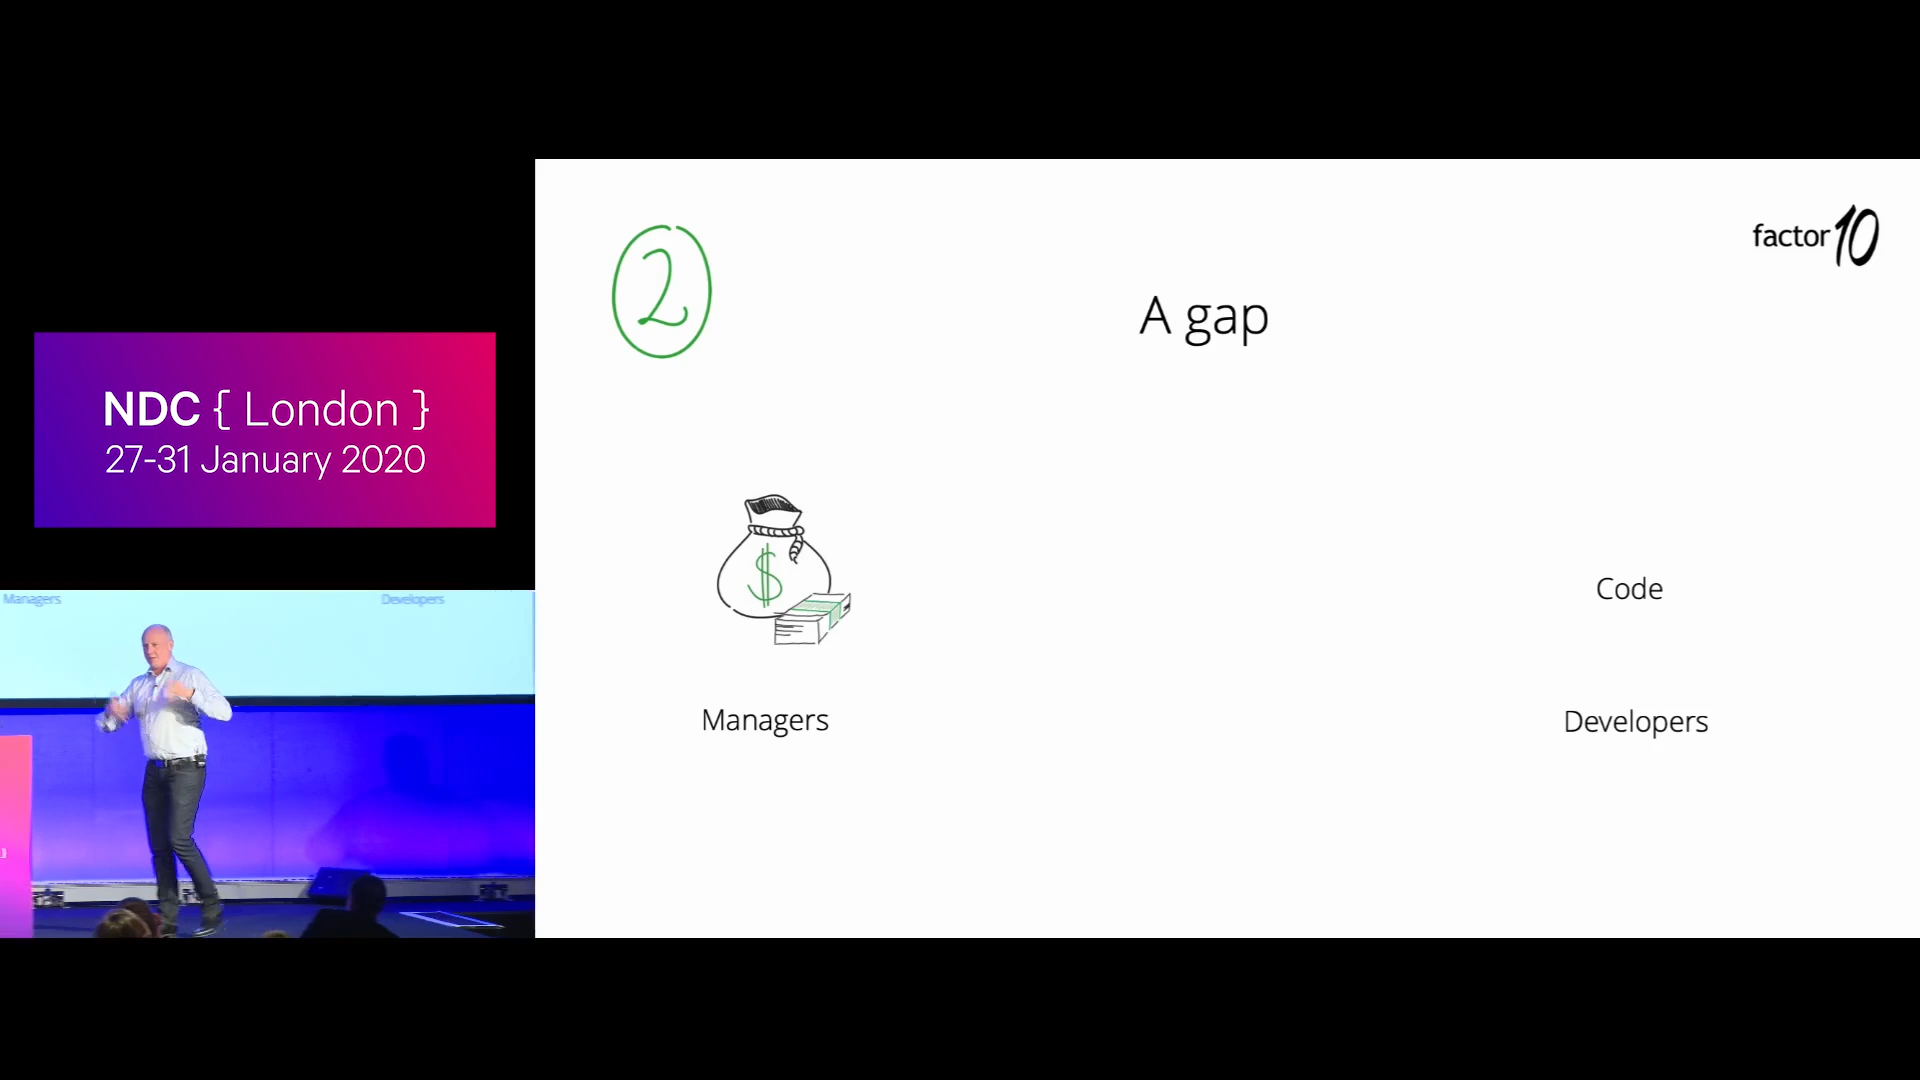 NDC { London }
27-31 January 2020
Managers
Developers
2
factor10
A gap
$
Code
Managers
Developers